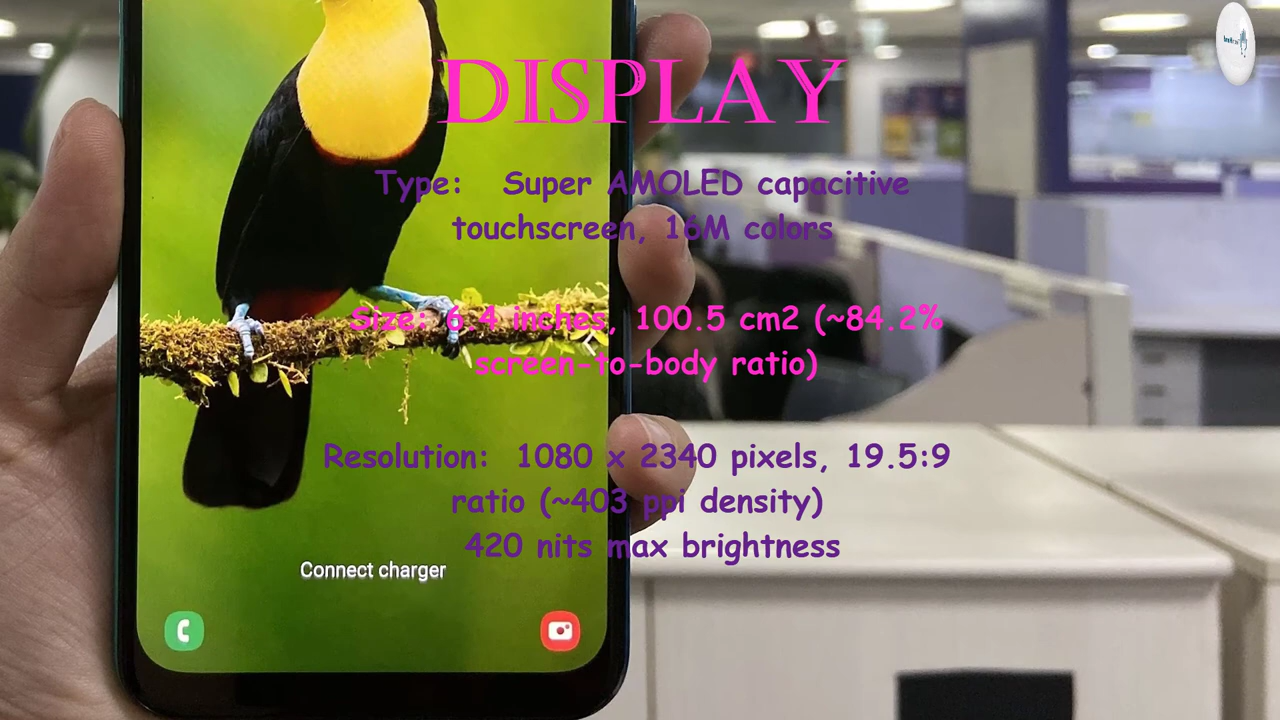 DISPLAY
Type: Super AMOLED capacitive
touchscreen, 16M colors
Size: 6.4 inches, 100.5 cm2 (~84.2%
screen-to-body ratio)
Resolution: 1080 x 2340 pixels, 19.5:9
ratio (~403 ppi density)
420 nits max brightness
Connect charger